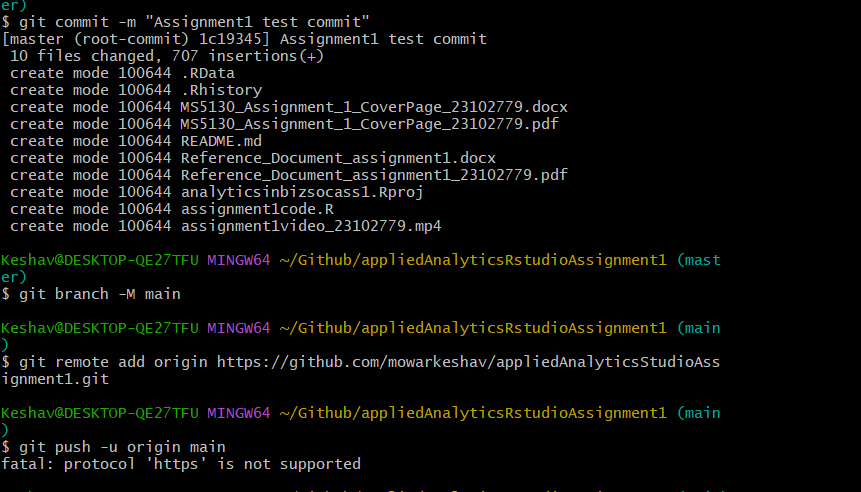 er)
$ git commit -m "Assignment1 test commit"
[master (root-commit) 1c19345] Assignment1 test commit
 10 files changed, 707 insertions(+)
 create mode 100644 .RData
 create mode 100644 .Rhistory
 create mode 100644 MS5130_Assignment_1_CoverPage_23102779.docx
 create mode 100644 MS5130_Assignment_1_CoverPage_23102779.pdf
 create mode 100644 README.md
 create mode 100644 Reference_Document_assignment1.docx
 create mode 100644 Reference_Document_assignment1_23102779.pdf
 create mode 100644 analyticsinbizsocass1.Rproj
 create mode 100644 assignment1code.R
 create mode 100644 assignment1video_23102779.mp4
Keshav@DESKTOP-QE27TFU MINGW64 ~/Github/appliedAnalyticsRstudioAssignment1 (mast
er)
$ git branch -M main
Keshav@DESKTOP-QE27TFU MINGW64 ~/Github/appliedAnalyticsRstudioAssignment1 (main
)
$ git remote add origin https://github.com/mowarkeshav/appliedAnalyticsStudioAss
ignment1.git
Keshav@DESKTOP-QE27TFU MINGW64 ~/Github/appliedAnalyticsRstudioAssignment1 (main
)
$ git push -u origin main
fatal: protocol 'https' is not supported